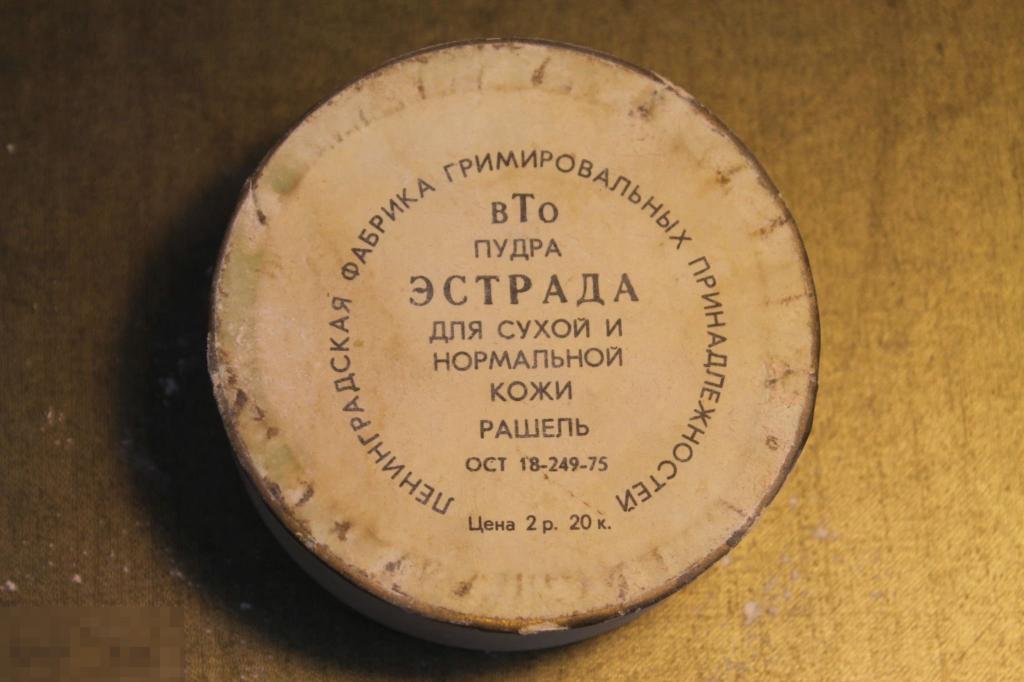 ЛЕНИНГРАДСКАЯ ФАБРИКА ГРИМИРОВАЛЬНЫХ ПРИНАДЛЕЖНОСТЕЙ
вТо
ПУДРА
ЭСТРАДА
ДЛЯ СУХОЙ И
НОРМАЛЬНОЙ
КОЖИ
РАШЕЛЬ
ОСТ 18-249-75
Цена 2 р. 20 к.